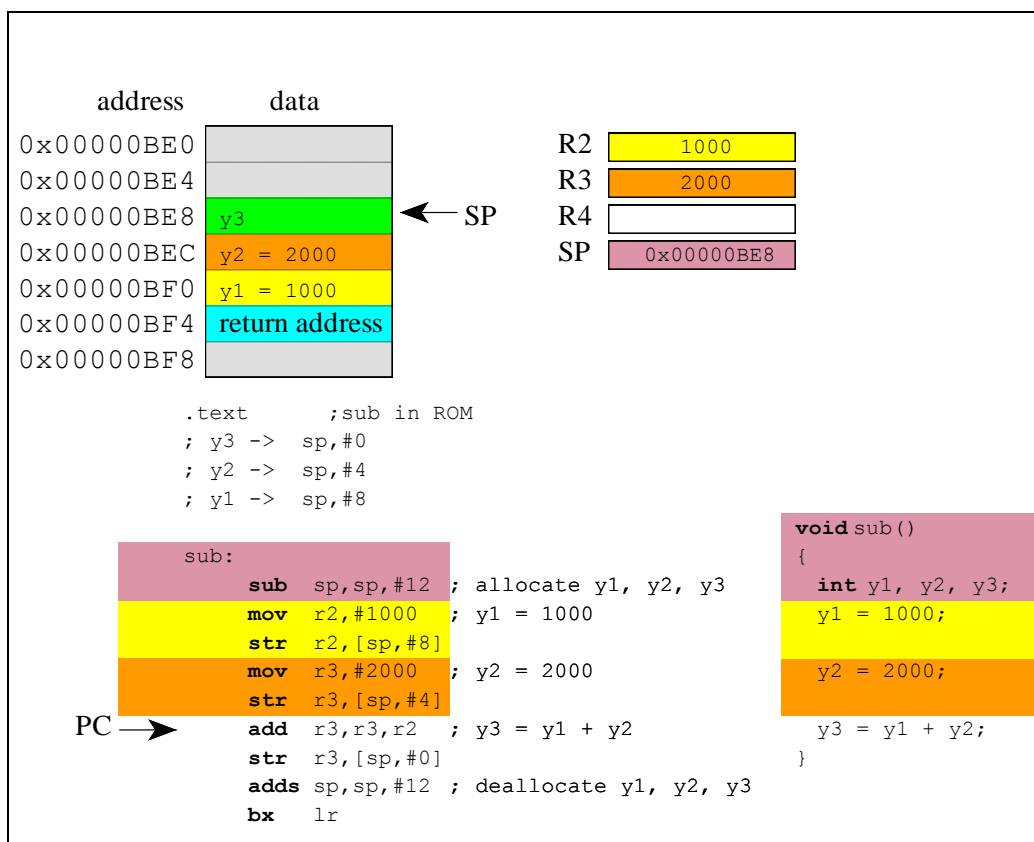 address data
0x00000BE0
0x00000BE4
0x00000BE8 y3 SP
0x00000BEC y2 = 2000
0x00000BF0 y1 = 1000
0x00000BF4 return address
0x00000BF8
R2 1000
R3 2000
R4
SP 0x00000BE8
.text ;sub in ROM
; y3 -> sp,#0
; y2 -> sp,#4
; y1 -> sp,#8
sub:
sub sp,sp,#12 ; allocate y1, y2, y3
mov r2,#1000 ; y1 = 1000
str r2,[sp,#8]
mov r3,#2000 ; y2 = 2000
str r3,[sp,#4]
PC add r3,r3,r2 ; y3 = y1 + y2
str r3,[sp,#0]
adds sp,sp,#12 ; deallocate y1, y2, y3
bx lr
void sub()
{
int y1, y2, y3;
y1 = 1000;
y2 = 2000;
y3 = y1 + y2;
}